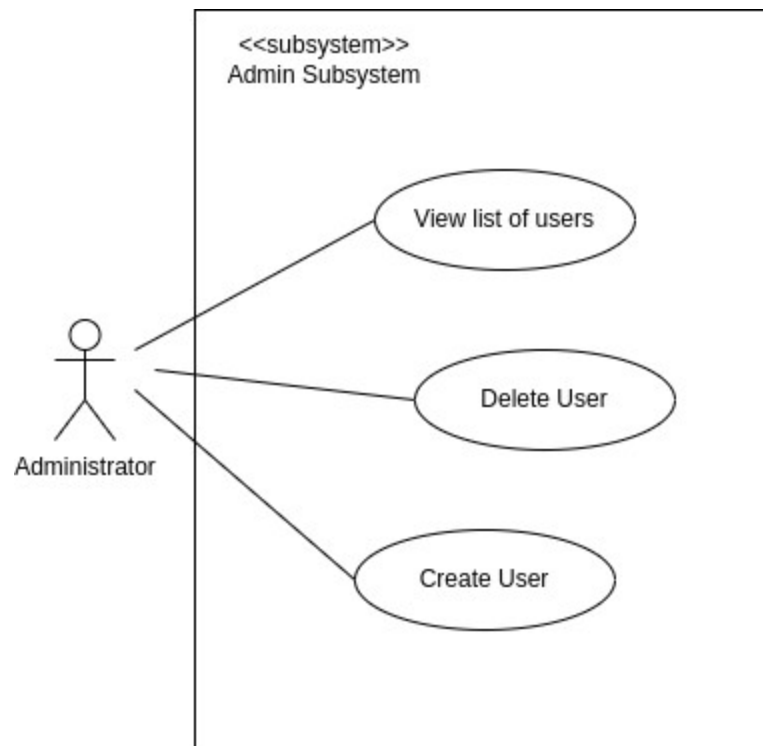 <<subsystem>>
Admin Subsystem
View list of users
Delete User
Administrator
Create User